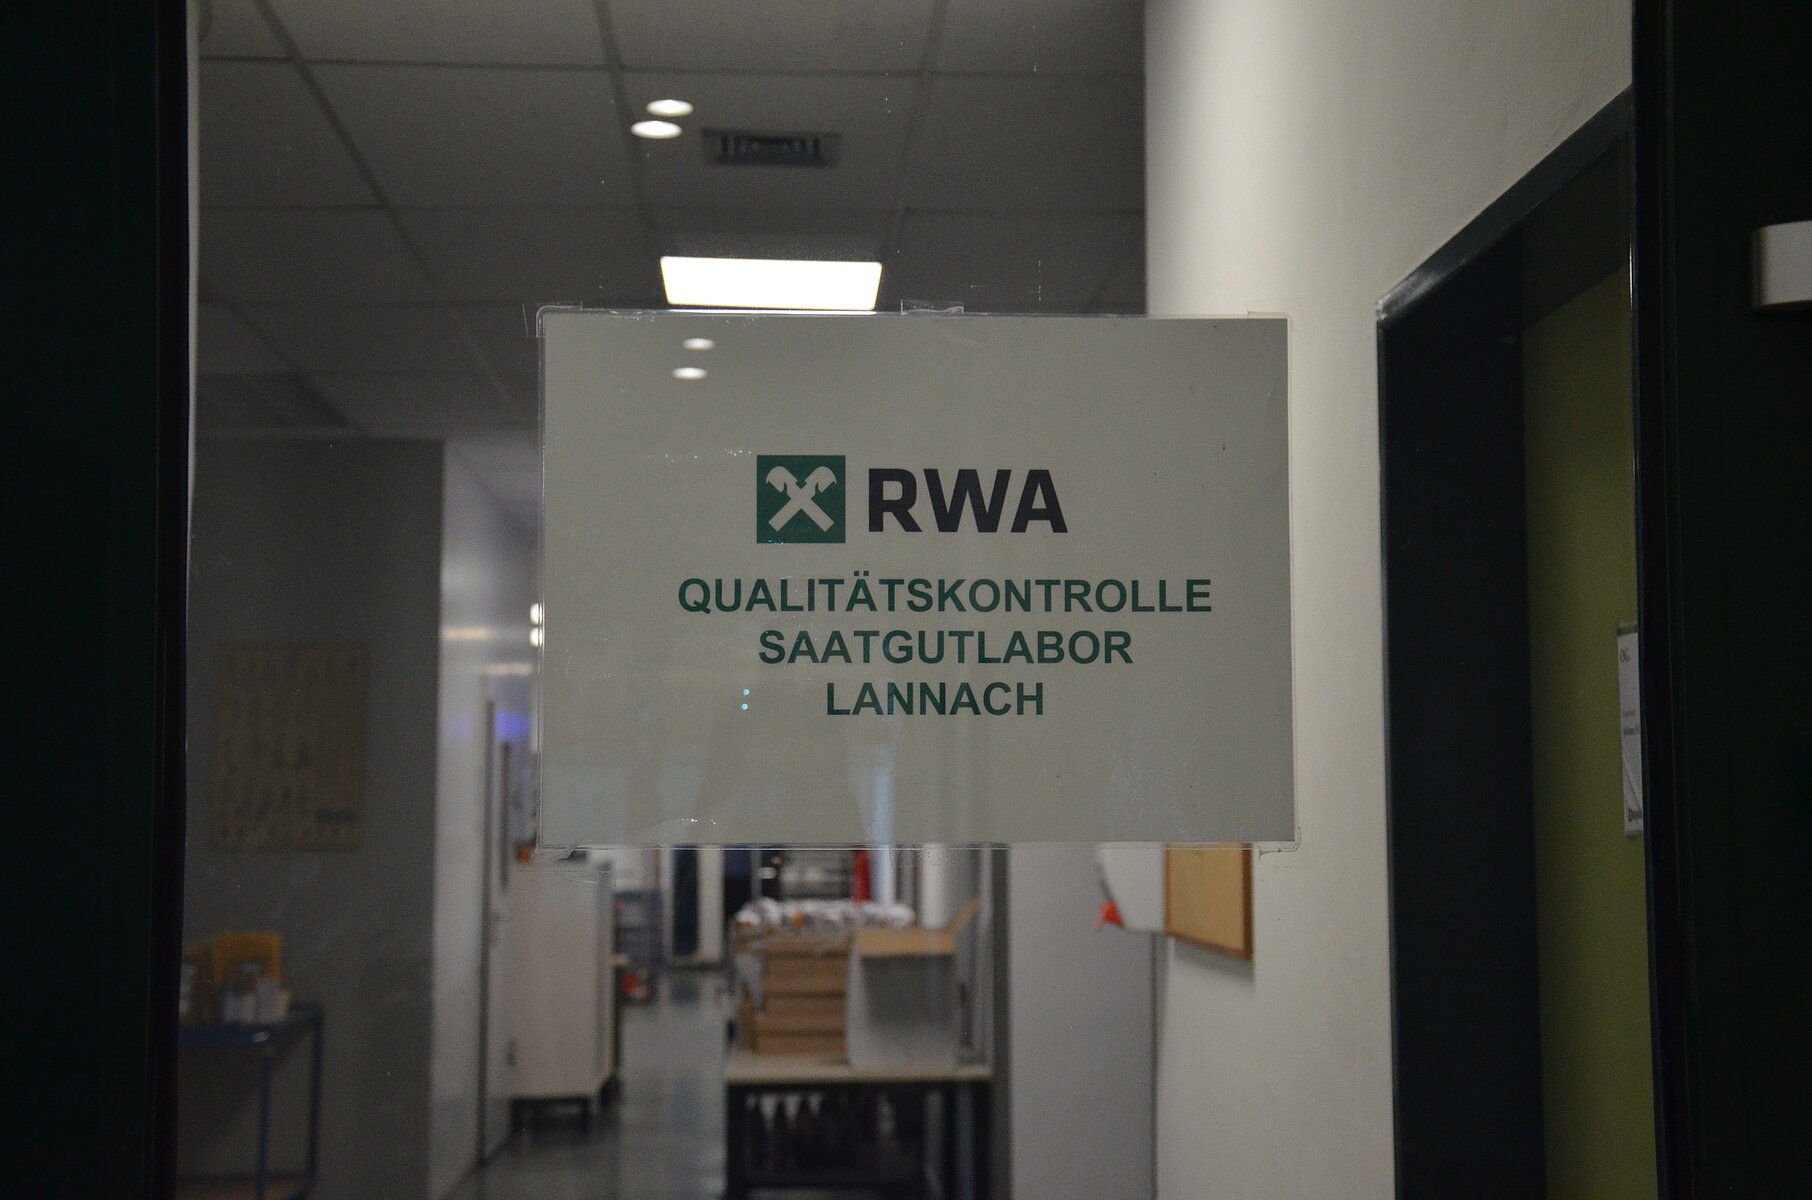 RWA
QUALITÄTSKONTROLLE
SAATGUTLABOR
LANNACH